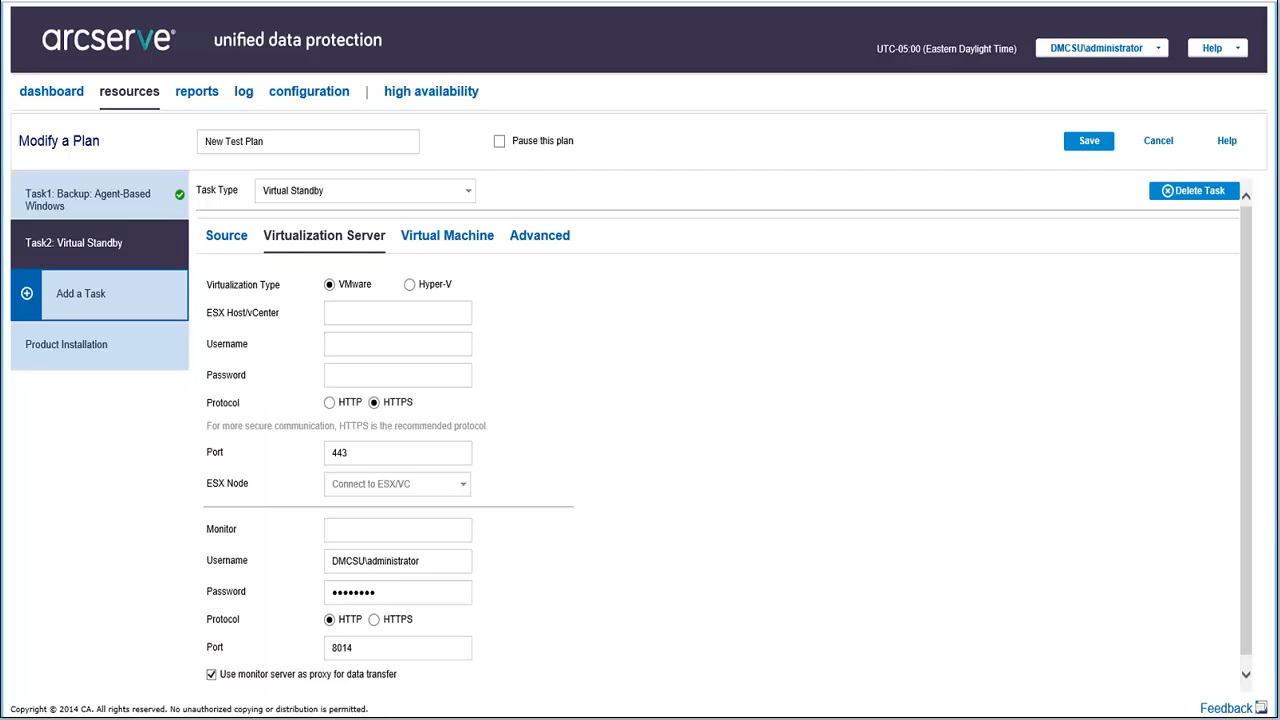 arcserve® unified data protection
UTC-05:00 (Eastern Daylight Time) DMCSU\administrator Help
dashboard resources reports log configuration | high availability
Modify a Plan New Test Plan Pause this plan Save Cancel Help
Task1: Backup: Agent-Based
Windows
Task2: Virtual Standby
Add a Task
Product Installation
Task Type Virtual Standby Delete Task
Source Virtualization Server Virtual Machine Advanced
Virtualization Type VMware Hyper-V
ESX Host/vCenter
Username
Password
Protocol HTTP HTTPS
For more secure communication, HTTPS is the recommended protocol.
Port 443
ESX Node Connect to ESX/VC
Monitor
Username DMCSU\administrator
Password ••••••••
Protocol HTTP HTTPS
Port 8014
Use monitor server as proxy for data transfer
Copyright © 2014 CA. All rights reserved. No unauthorized copying or distribution is permitted.
Feedback